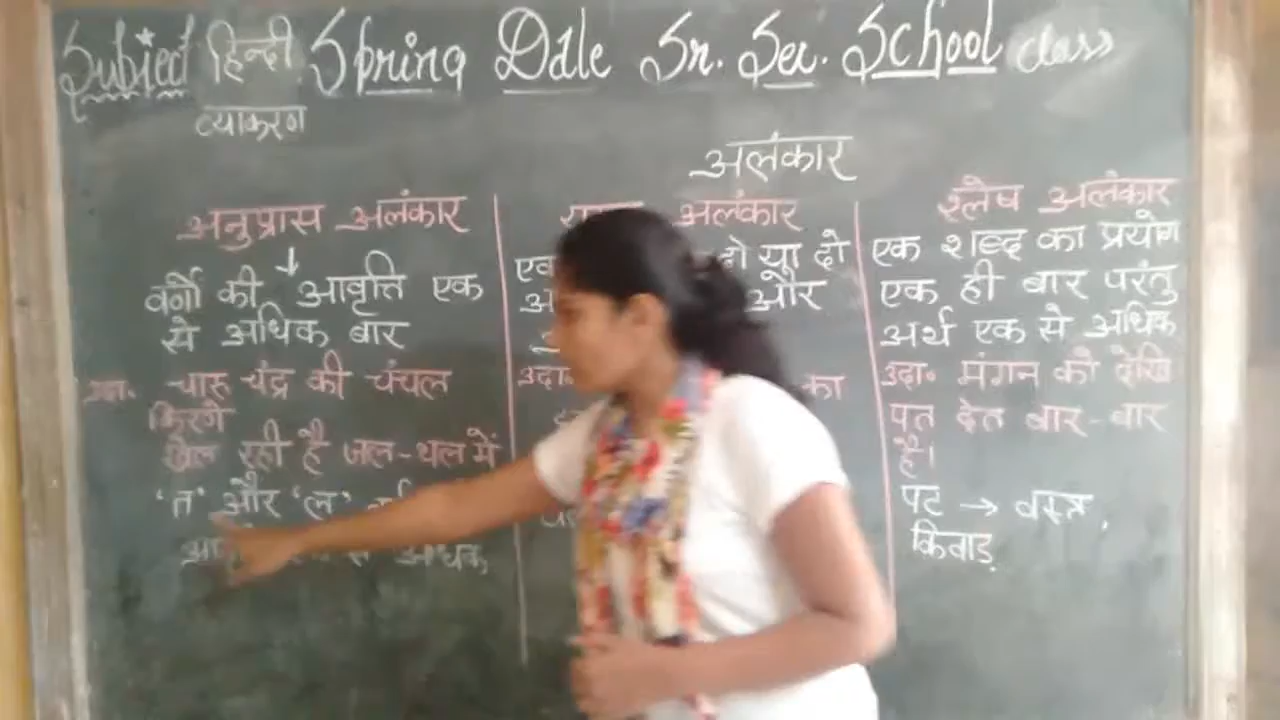 Subject हिन्दी Spring Dale Sr. Sec. School class
व्याकरण
अलंकार
अनुप्रास अलंकार
वर्णो की आवृत्ति एक
से अधिक बार
उदा. चारू चंद्र की चंचल
किरणे
खेल रही है जल-थल में
'त' और 'ल'
से अधिक
अलंकार
हो या दो
और
उदा.
का
श्लेष अलंकार
एक शब्द का प्रयोग
एक ही बार परंतु
अर्थ एक से अधिक
उदा. मंगन को देखि
पत देत बार-बार
है।
पट → वस्त्र,
किवाड़